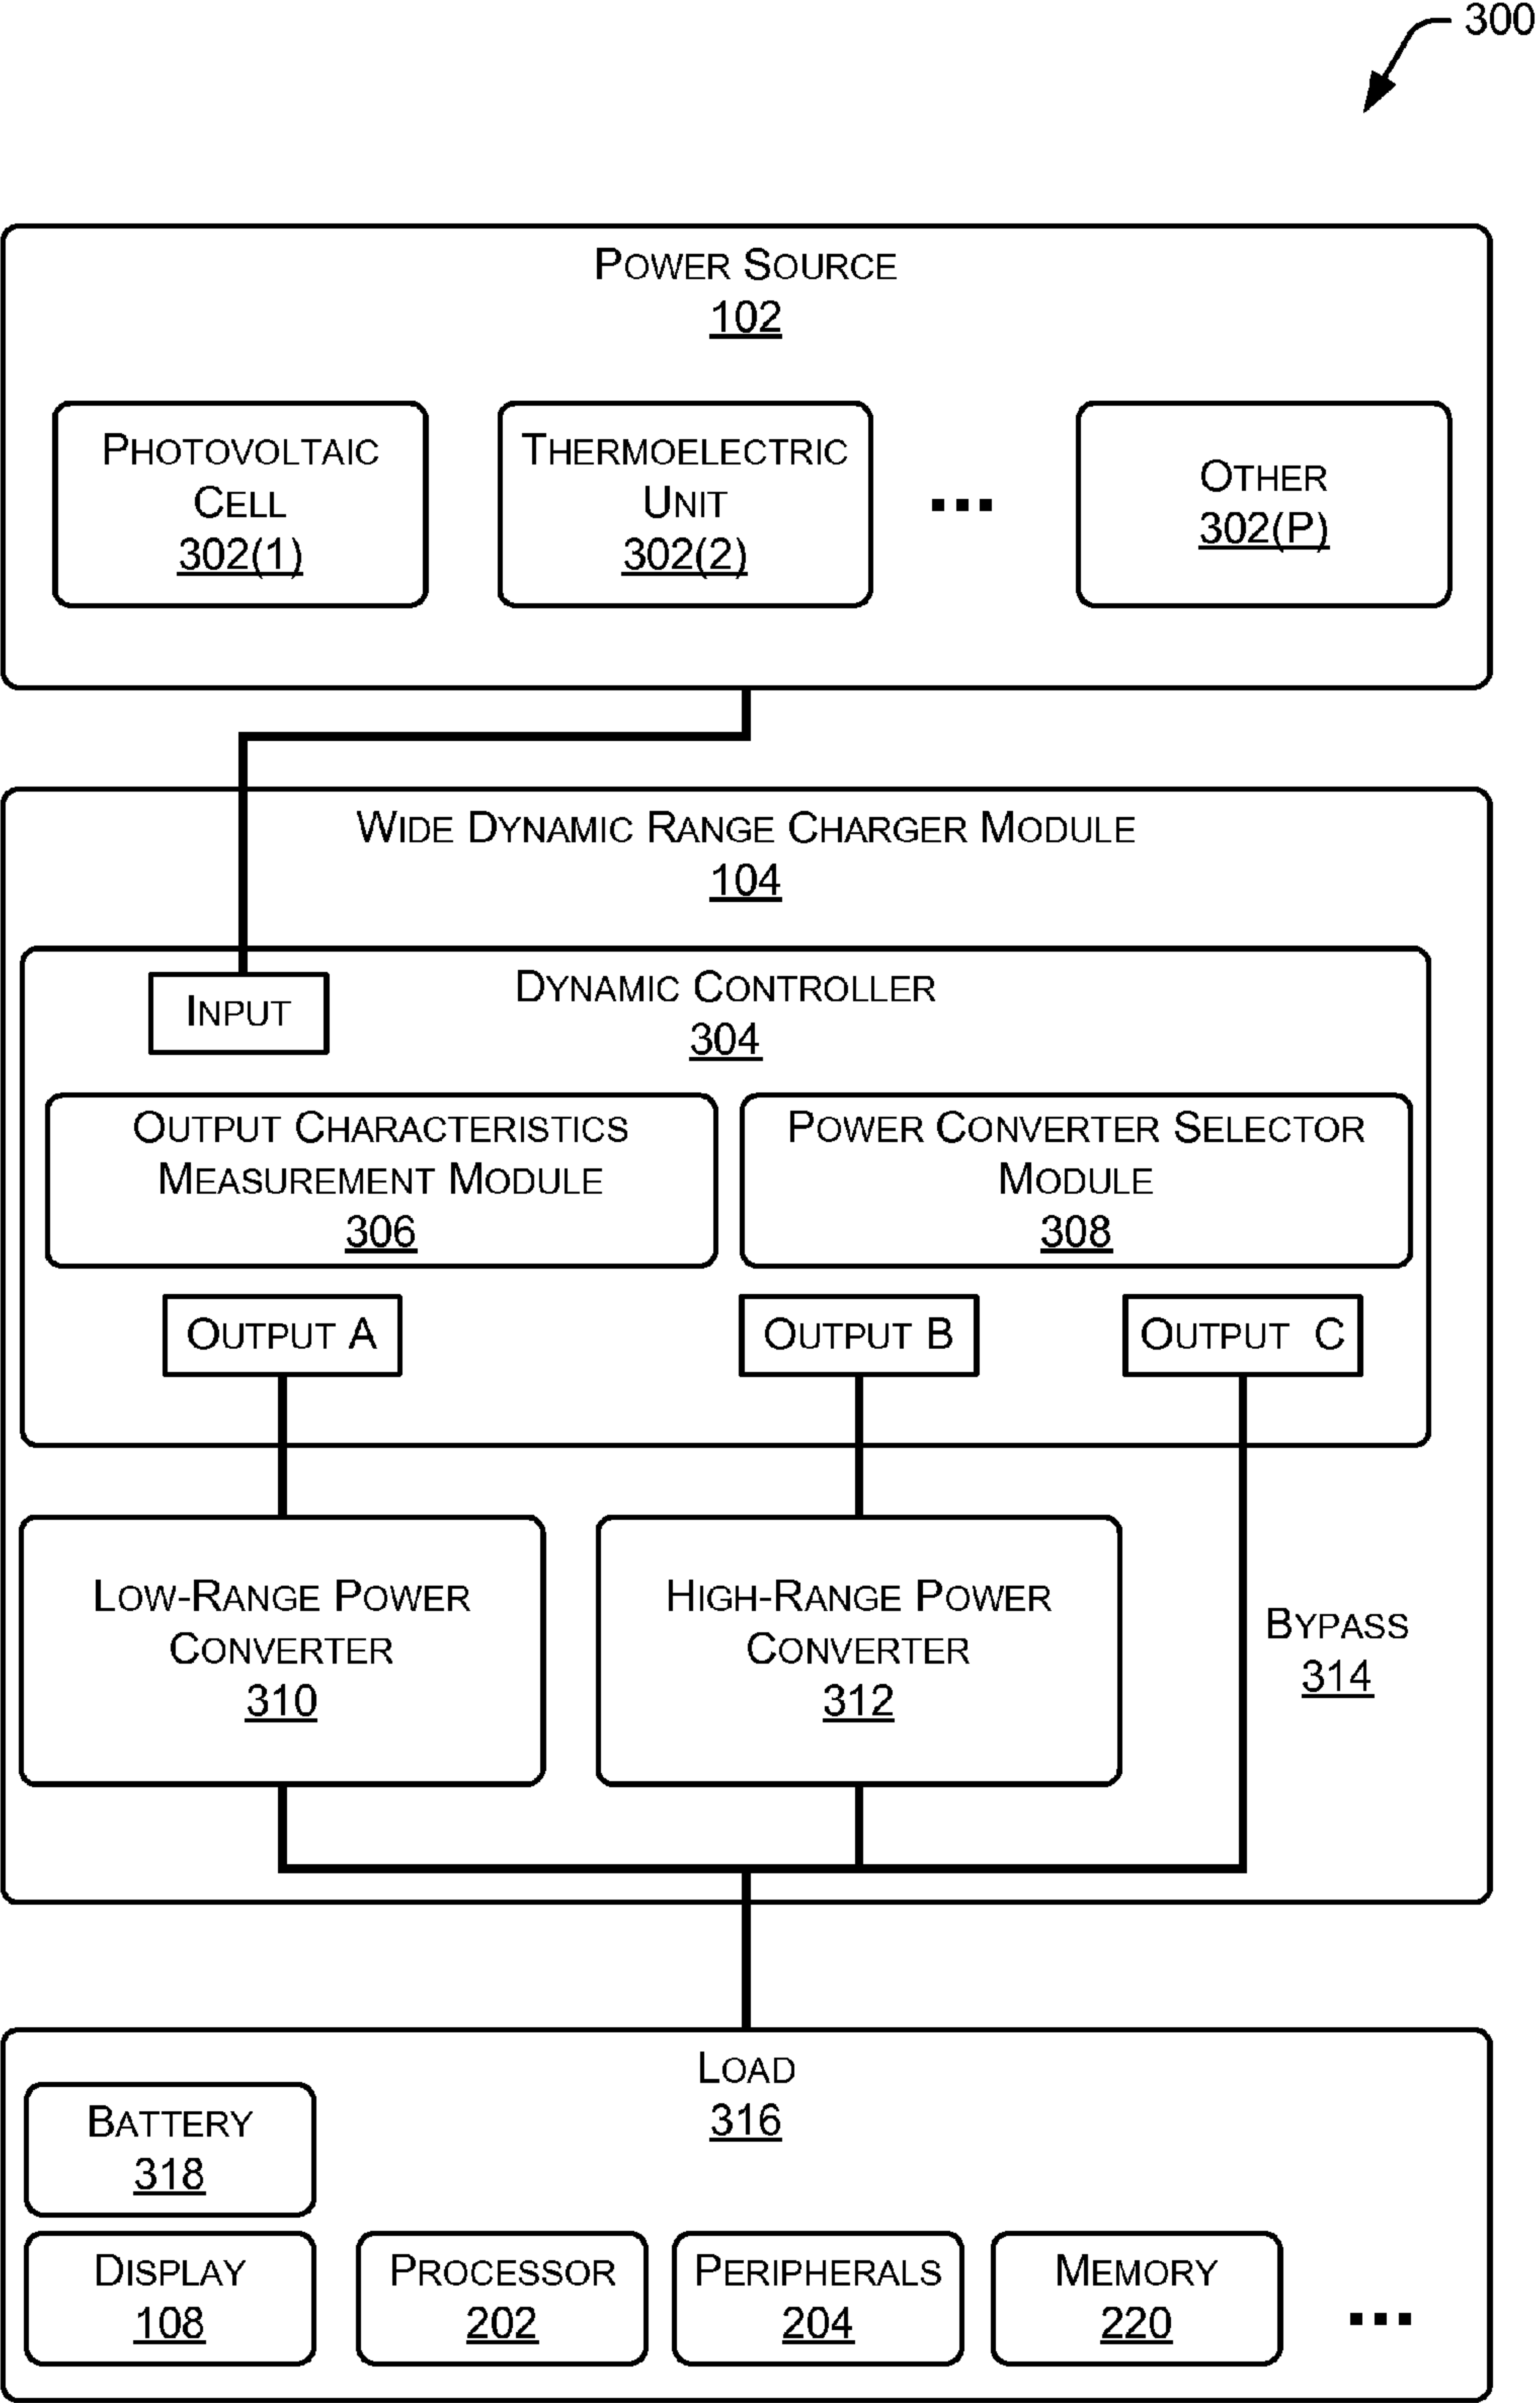 300
POWER SOURCE
102
PHOTOVOLTAIC
CELL
302(1)
THERMOELECTRIC
UNIT
302(2)
...
OTHER
302(P)
WIDE DYNAMIC RANGE CHARGER MODULE
104
INPUT
DYNAMIC CONTROLLER
304
OUTPUT CHARACTERISTICS
MEASUREMENT MODULE
306
POWER CONVERTER SELECTOR
MODULE
308
OUTPUT A
OUTPUT B
OUTPUT C
LOW-RANGE POWER
CONVERTER
310
HIGH-RANGE POWER
CONVERTER
312
BYPASS
314
LOAD
316
BATTERY
318
DISPLAY
108
PROCESSOR
202
PERIPHERALS
204
MEMORY
220
...